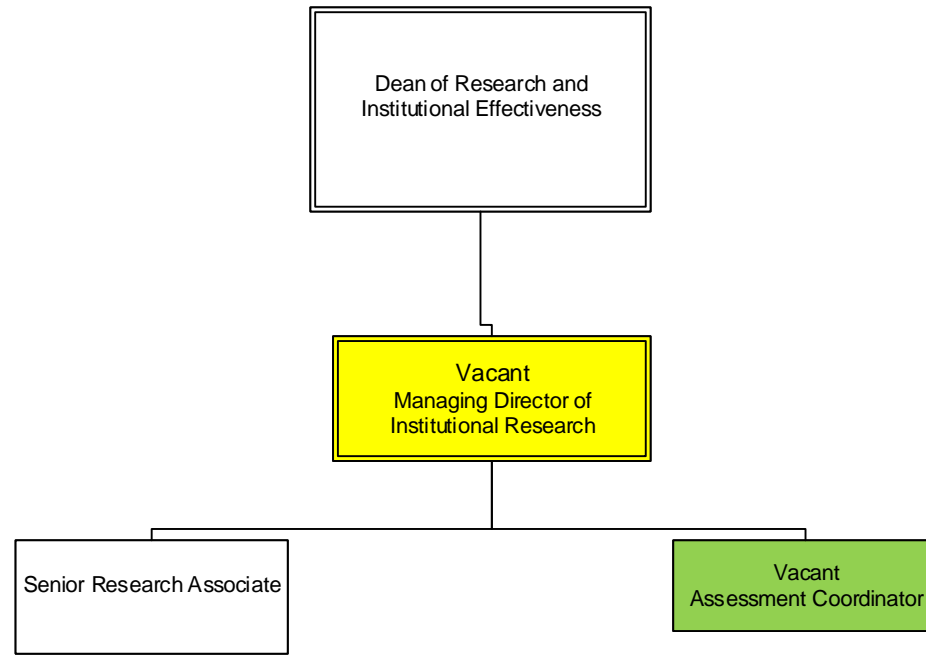 Dean of Research and
Institutional Effectiveness
Vacant
Managing Director of
Institutional Research
Senior Research Associate
Vacant
Assessment Coordinator